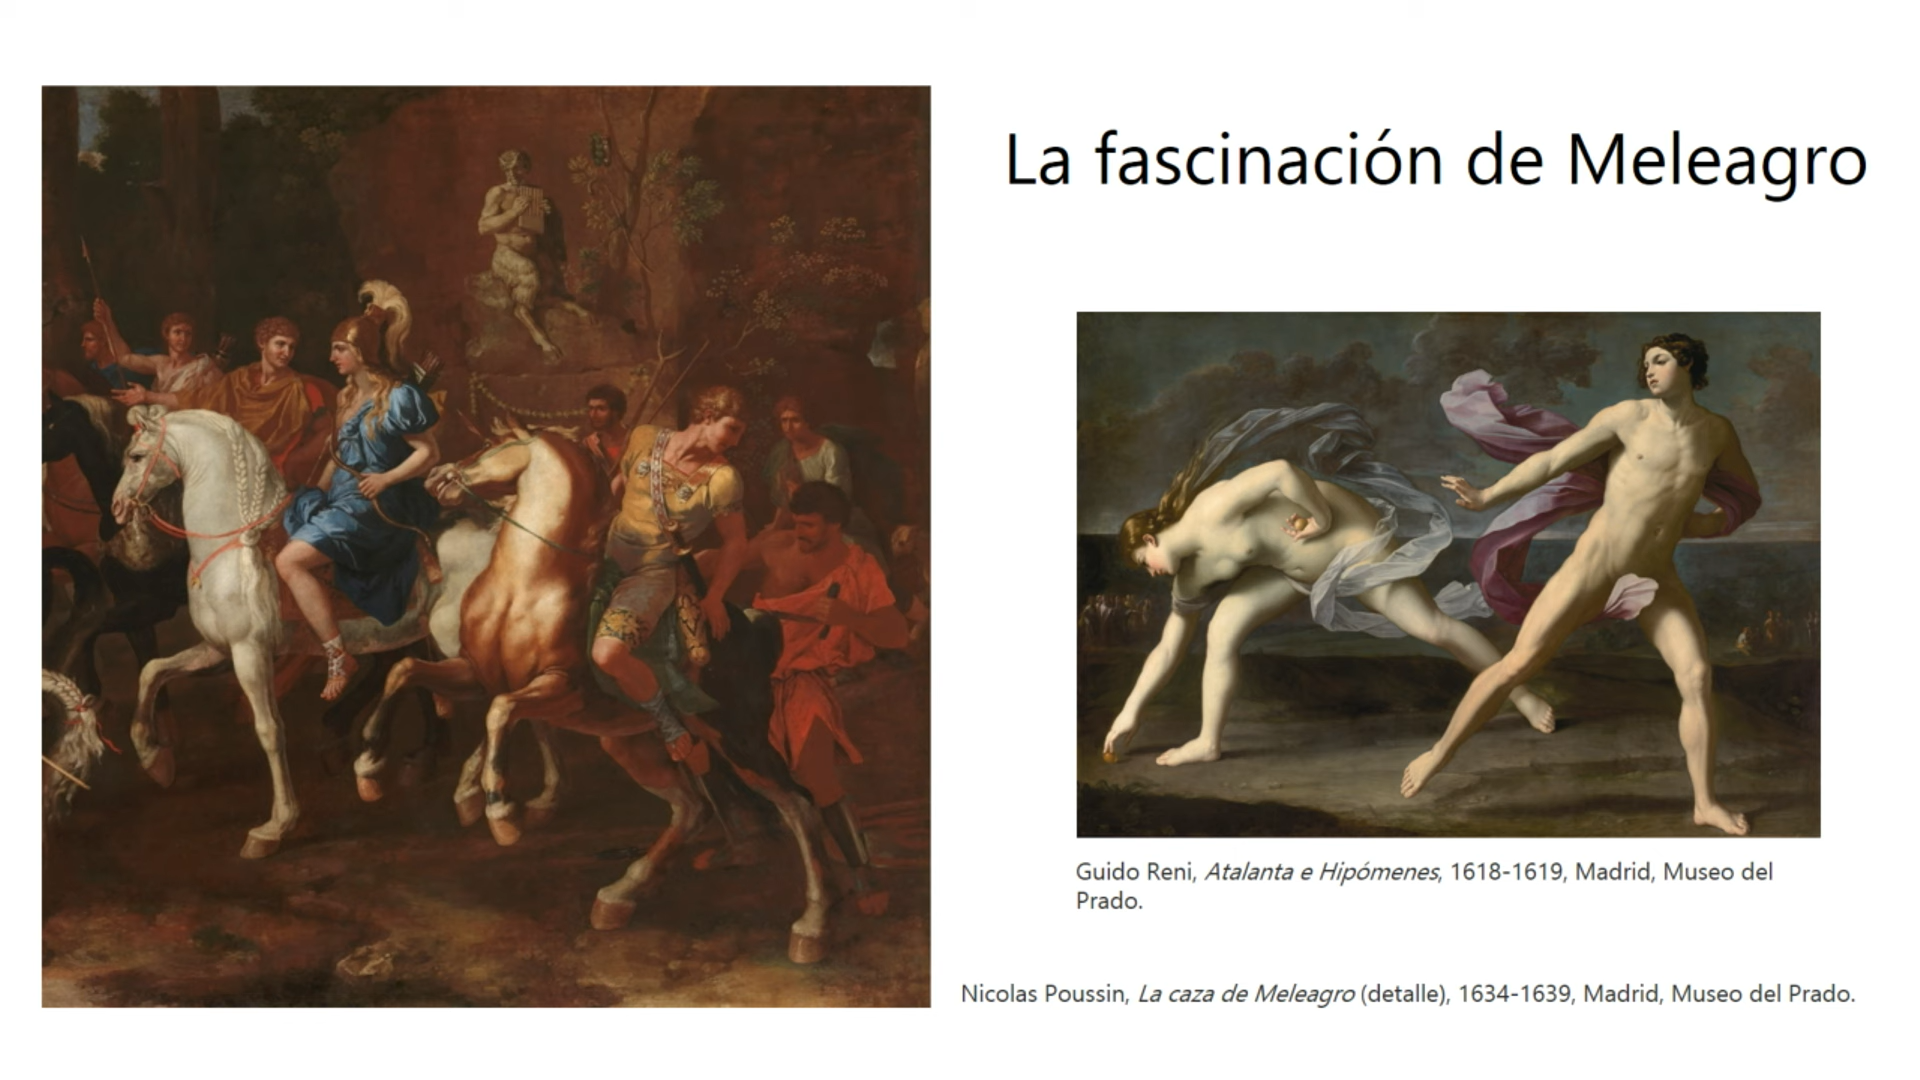 La fascinación de Meleagro
Guido Reni, Atalanta e Hipómenes, 1618-1619, Madrid, Museo del
Prado.
Nicolas Poussin, La caza de Meleagro (detalle), 1634-1639, Madrid, Museo del Prado.